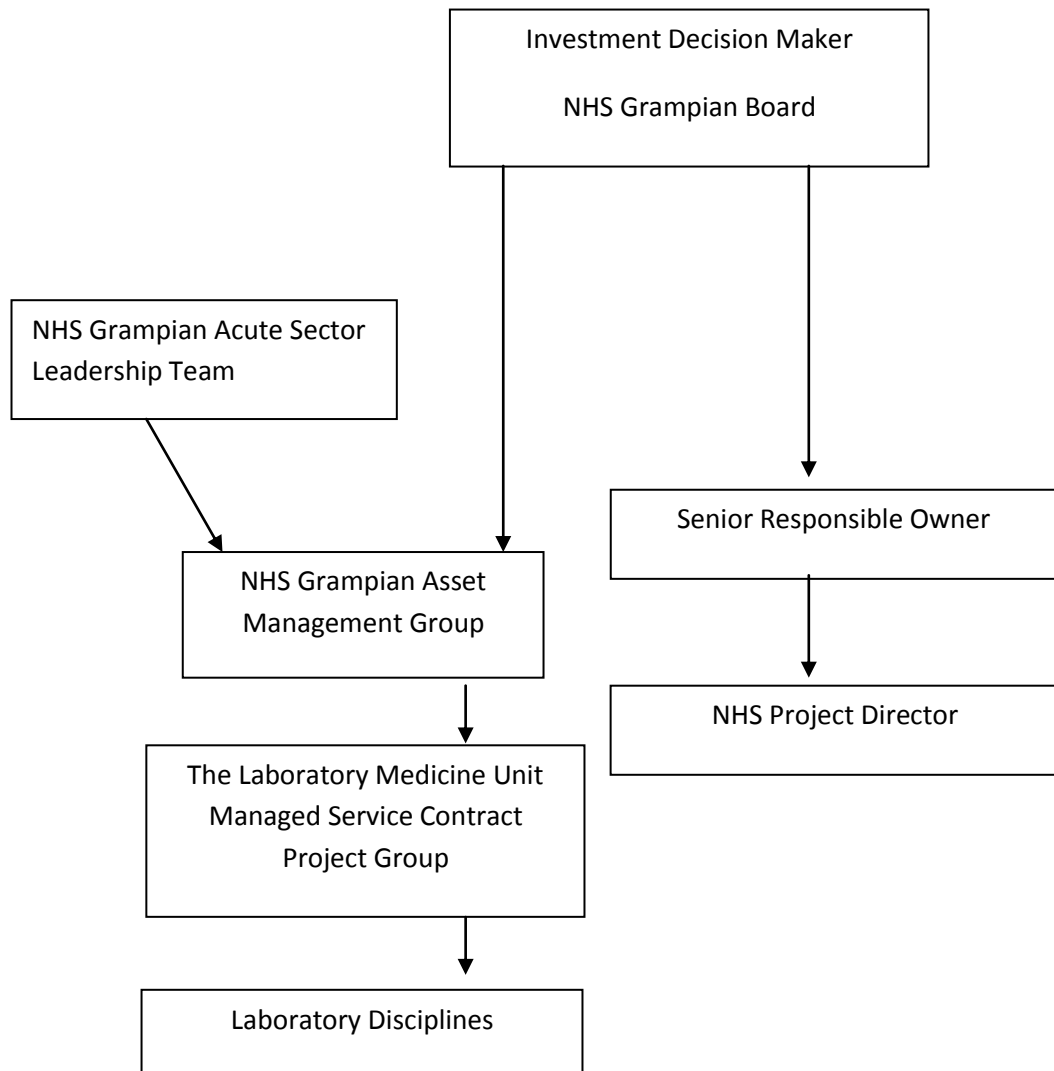 Investment Decision Maker
NHS Grampian Board
NHS Grampian Acute Sector
Leadership Team
Senior Responsible Owner
NHS Grampian Asset
Management Group
NHS Project Director
The Laboratory Medicine Unit
Managed Service Contract
Project Group
Laboratory Disciplines